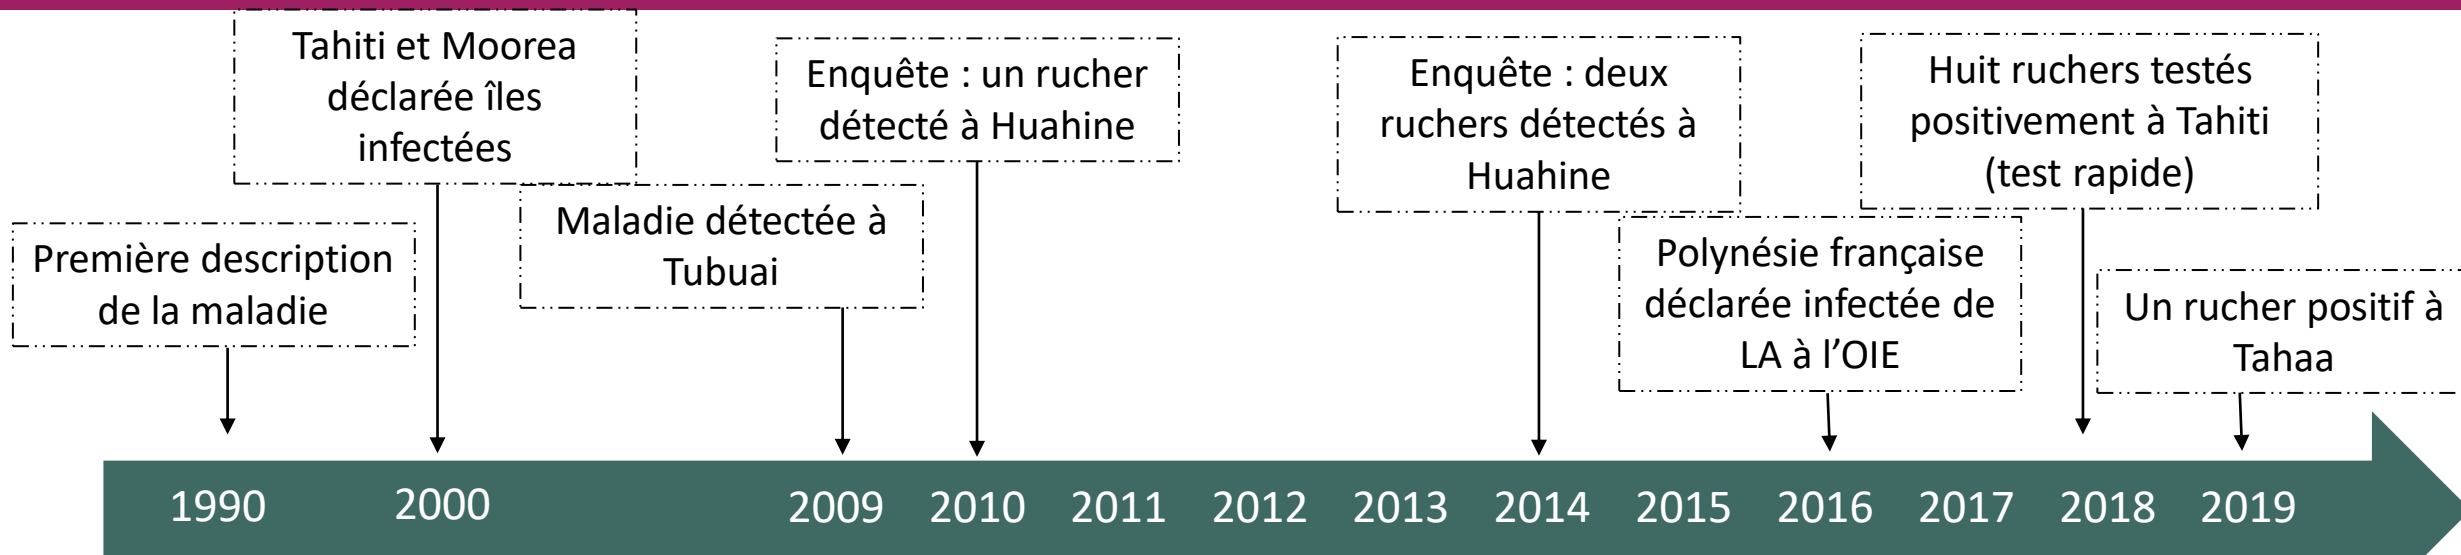 Première description
de la maladie
Tahiti et Moorea
déclarée îles
infectées
Maladie détectée à
Tubuai
Enquête : un rucher
détecté à Huahine
Enquête : deux
ruchers détectés à
Huahine
Polynésie française
déclarée infectée de
LA à l’OIE
Huit ruchers testés
positivement à Tahiti
(test rapide)
Un rucher positif à
Tahaa
1990 2000 2009 2010 2011 2012 2013 2014 2015 2016 2017 2018 2019